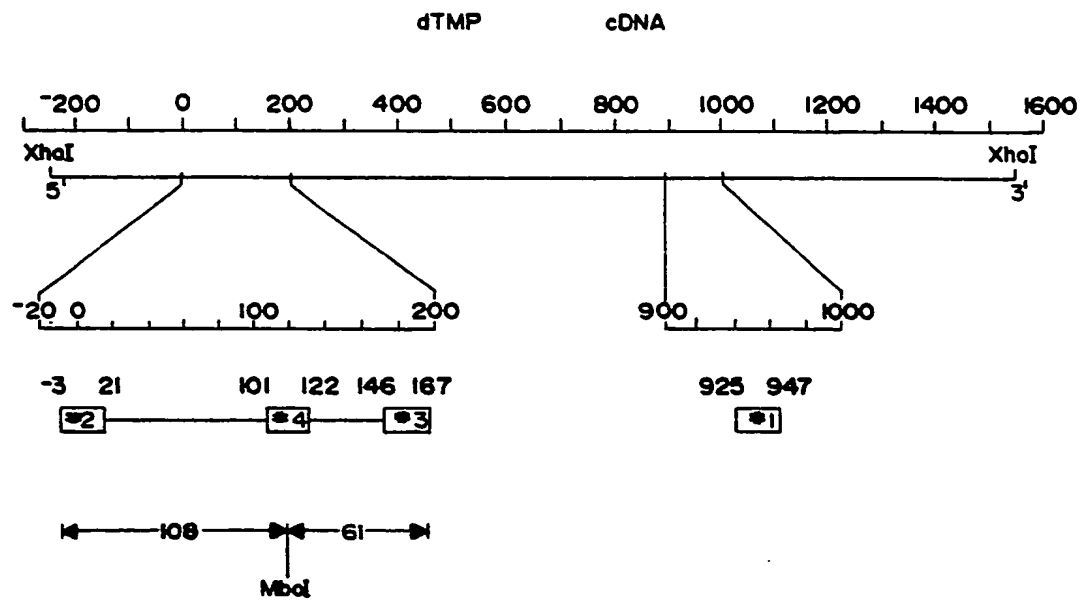 dTMP cDNA
-200 0 200 400 600 800 1000 1200 1400 1600
XhoI XhoI
5' 3'
-20 0 100 200 900 1000
-3 21 101 122 146 167 925 947
*2 *4 *3 *1
108 61
MboI